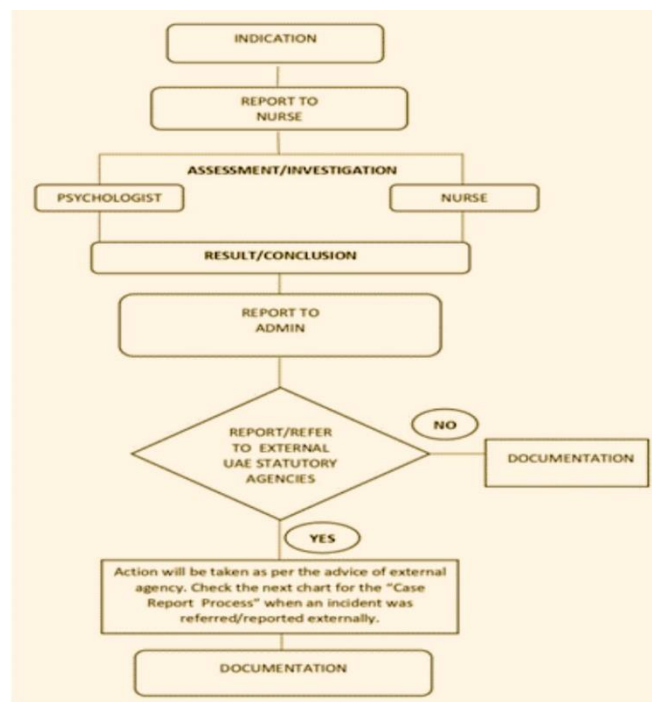 INDICATION
REPORT TO
NURSE
ASSESSMENT/INVESTIGATION
PSYCHOLOGIST
NURSE
RESULT/CONCLUSION
REPORT TO
ADMIN
REPORT/REFER
TO EXTERNAL
UAE STATUTORY
AGENCIES
NO
DOCUMENTATION
YES
Action will be taken as per the advice of external
agency. Check the next chart for the "Case
Report Process" when an incident was
referred/reported externally.
DOCUMENTATION